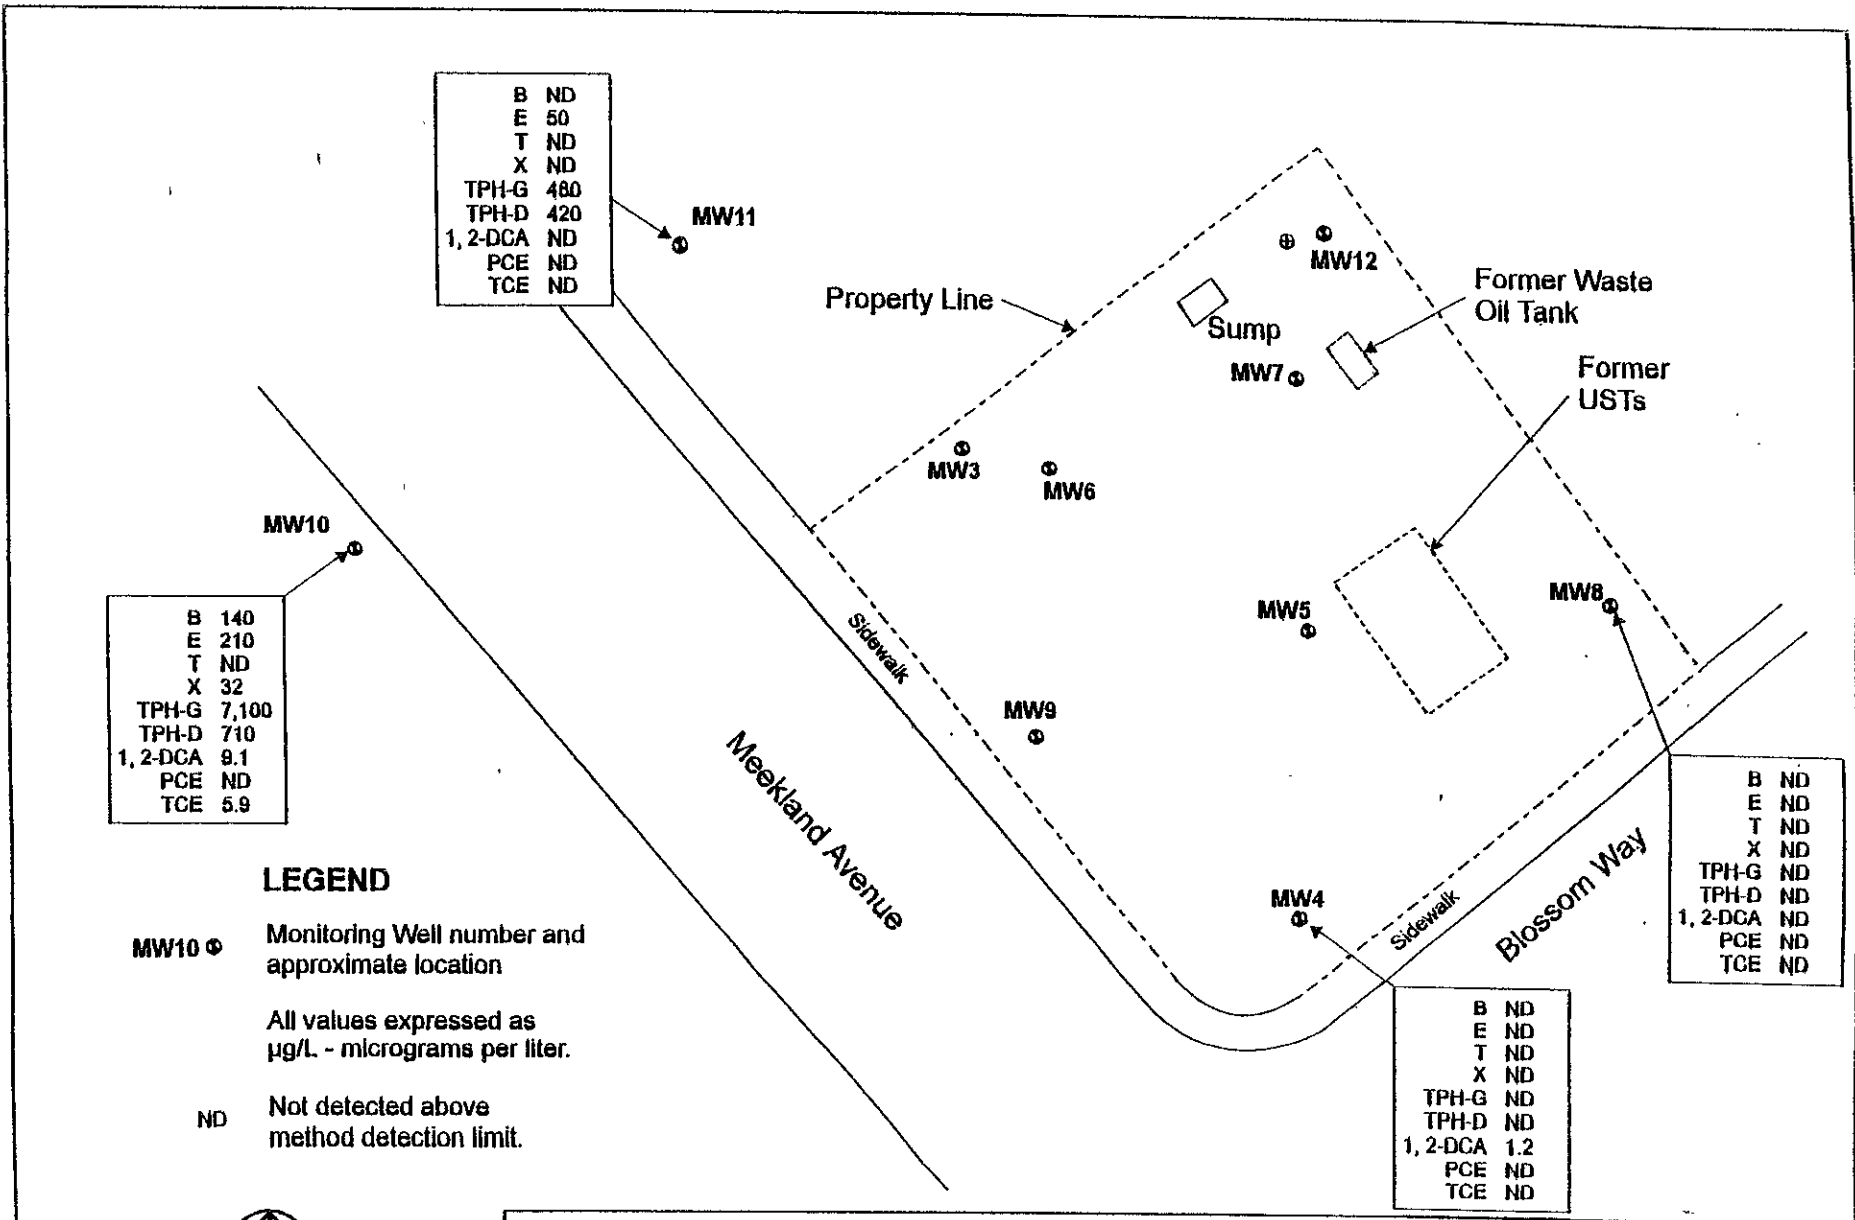 B ND
E 50
T ND
X ND
TPH-G 480
TPH-D 420
1, 2-DCA ND
PCE ND
TCE ND
MW11
MW12
Property Line
Sump
Former Waste
Oil Tank
MW7
Former
USTs
MW3
MW6
MW10
B 140
E 210
T ND
X 32
TPH-G 7,100
TPH-D 710
1, 2-DCA 9.1
PCE ND
TCE 5.9
Sidewalk
MW5
MW8
MW9
Meekland Avenue
B ND
E ND
T ND
X ND
TPH-G ND
TPH-D ND
1, 2-DCA ND
PCE ND
TCE ND
MW4
Sidewalk
Blossom Way
B ND
E ND
T ND
X ND
TPH-G ND
TPH-D ND
1, 2-DCA 1.2
PCE ND
TCE ND
LEGEND
MW10 Monitoring Well number and
approximate location
All values expressed as
µg/L - micrograms per liter.
ND Not detected above
method detection limit.